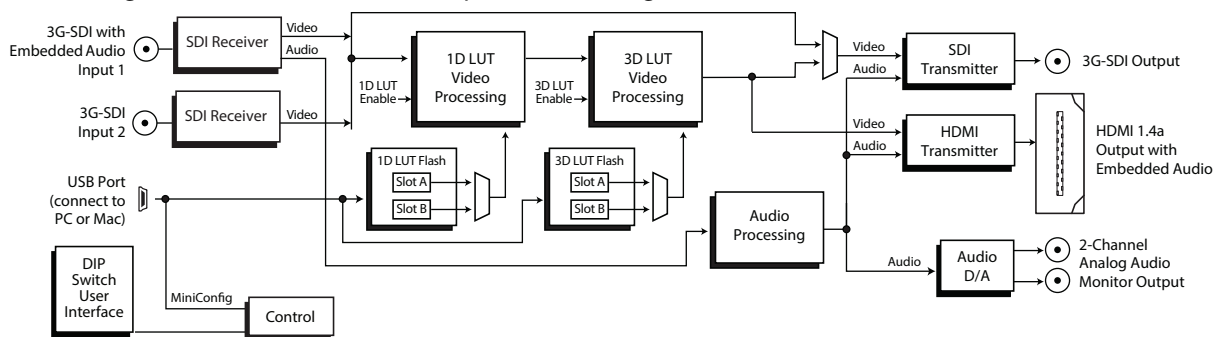 3G-SDI with
Embedded Audio
Input 1
SDI Receiver
Video
Audio
1D LUT
Video
Processing
1D LUT
Enable
3D LUT
Video
Processing
3D LUT
Enable
Video
Audio
SDI
Transmitter
3G-SDI Output
3G-SDI
Input 2
SDI Receiver
Video
Video
Audio
HDMI
Transmitter
HDMI 1.4a
Output with
Embedded Audio
1D LUT Flash
Slot A
Slot B
3D LUT Flash
Slot A
Slot B
USB Port
(connect to
PC or Mac)
Audio
Processing
Audio
Audio
D/A
2-Channel
Analog Audio
Monitor Output
DIP
Switch
User
Interface
MiniConfig
Control